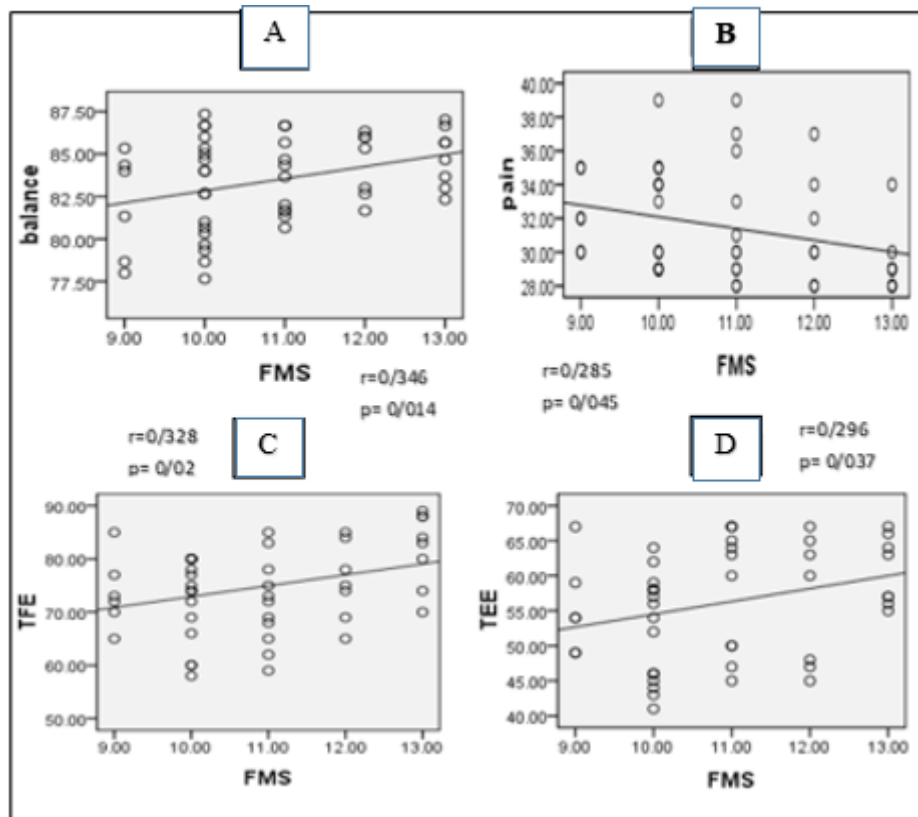 A
balance
87.50
85.00
82.50
80.00
77.50
9.00 10.00 11.00 12.00 13.00
FMS
r=0/346
p= 0/014
B
pain
40.00
38.00
36.00
34.00
32.00
30.00
28.00
9.00 10.00 11.00 12.00 13.00
FMS
r=0/285
p= 0/045
C
r=0/328
p= 0/02
TFE
90.00
80.00
70.00
60.00
50.00
9.00 10.00 11.00 12.00 13.00
FMS
D
r=0/296
p= 0/037
TEE
70.00
65.00
60.00
55.00
50.00
45.00
40.00
9.00 10.00 11.00 12.00 13.00
FMS